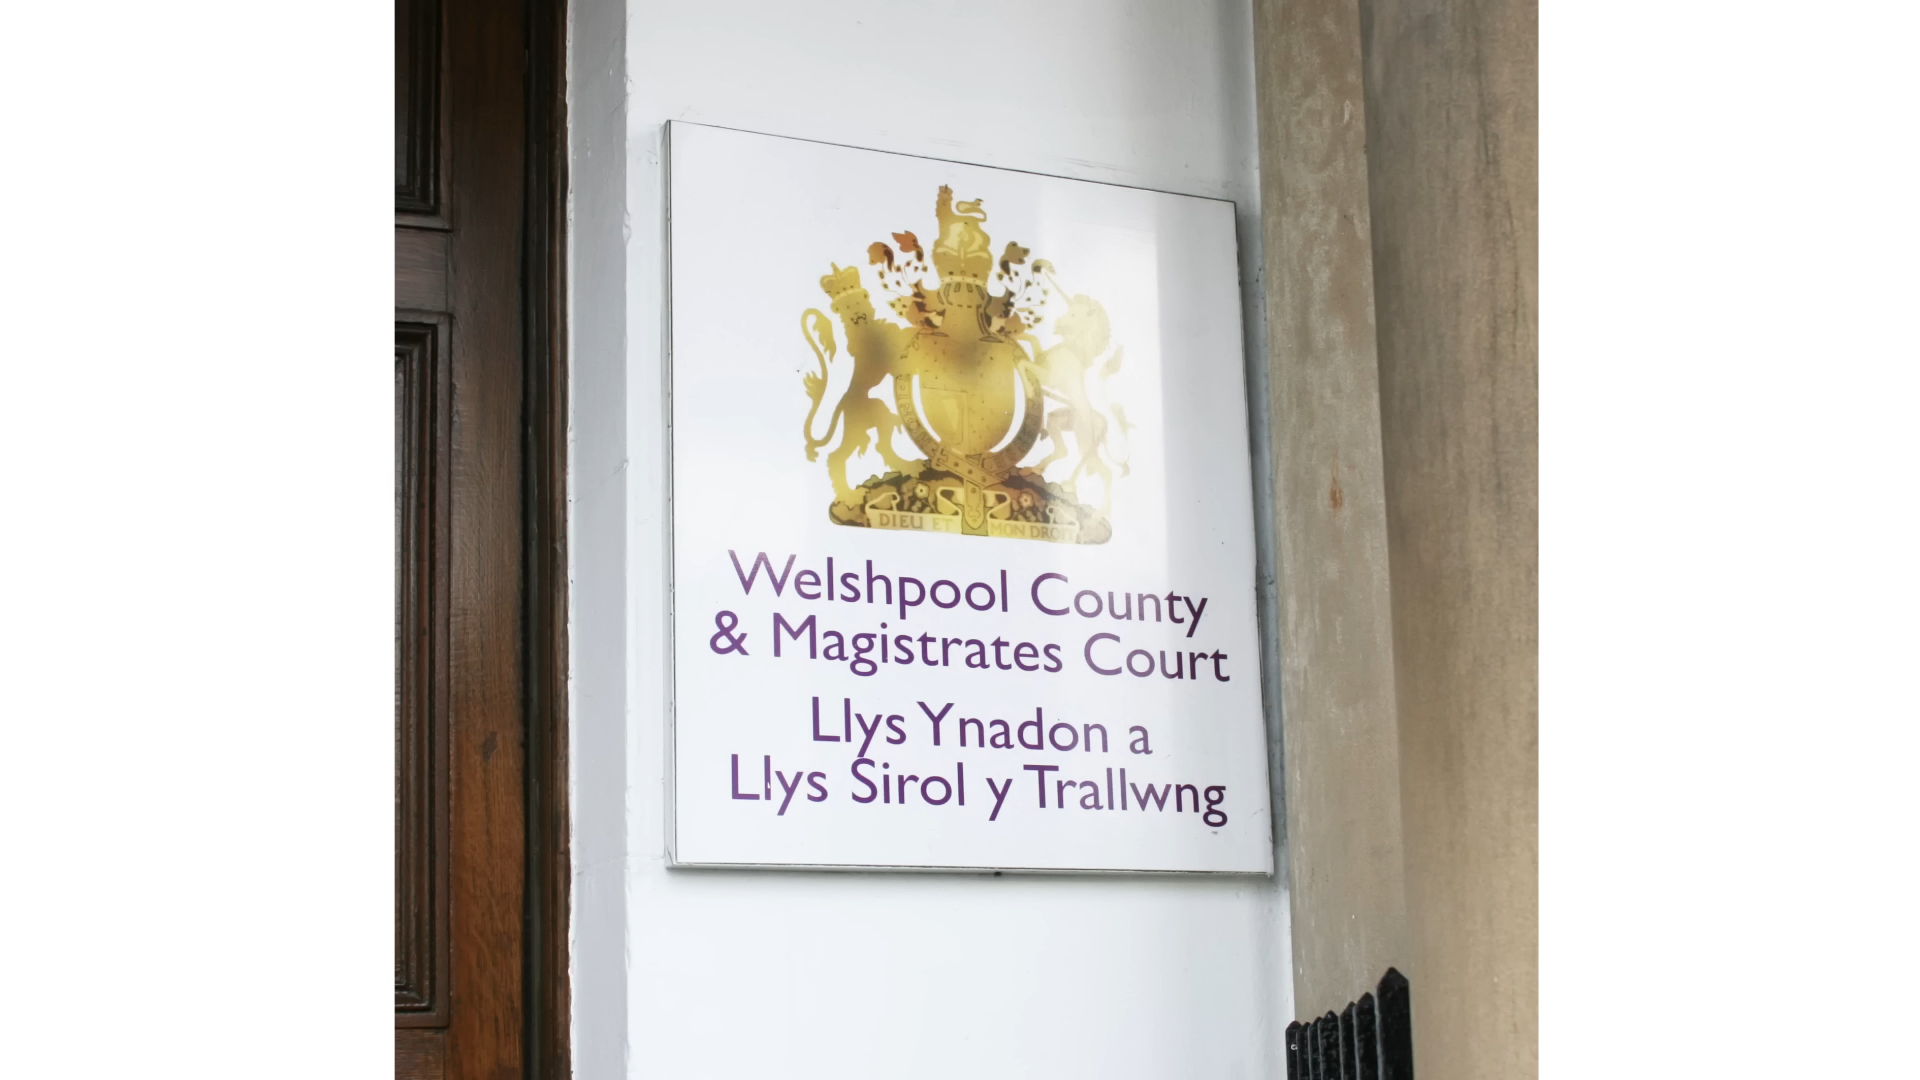 DIEU ET MON DROIT
Welshpool County
& Magistrates Court
Llys Ynadon a
Llys Sirol y Trallwng